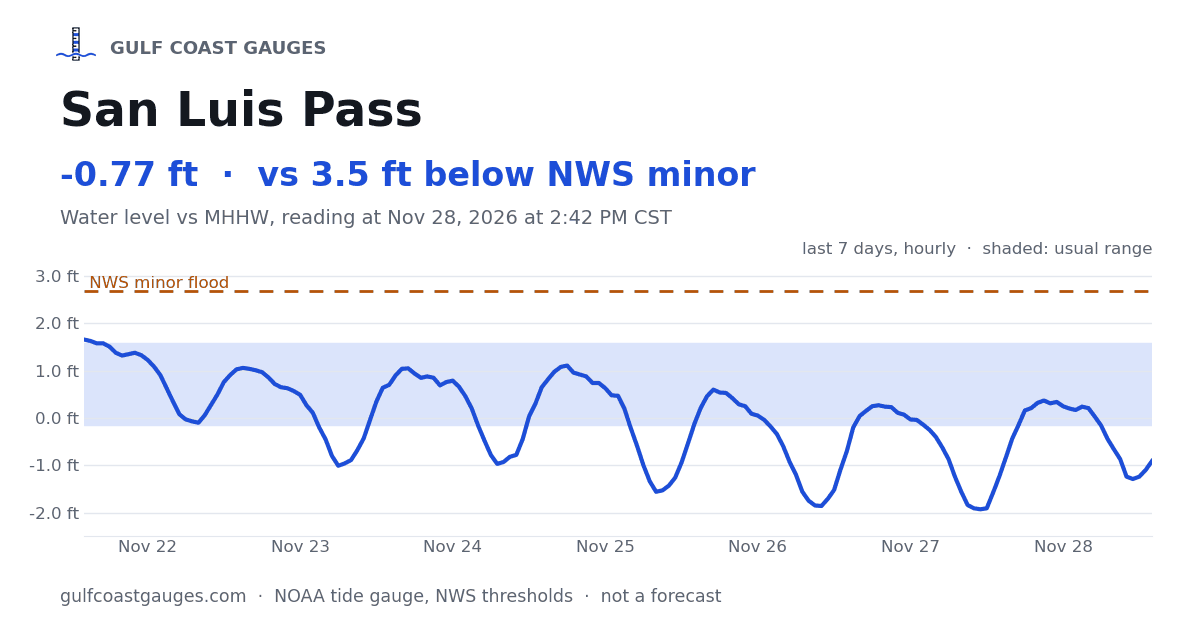 GULF COAST GAUGES
San Luis Pass
-0.77 ft · vs 3.5 ft below NWS minor
Water level vs MHHW, reading at Nov 28, 2026 at 2:42 PM CST
last 7 days, hourly · shaded: usual range
3.0 ft
NWS minor flood
2.0 ft
1.0 ft
0.0 ft
-1.0 ft
-2.0 ft
Nov 22 Nov 23 Nov 24 Nov 25 Nov 26 Nov 27 Nov 28
gulfcoastgauges.com · NOAA tide gauge, NWS thresholds · not a forecast